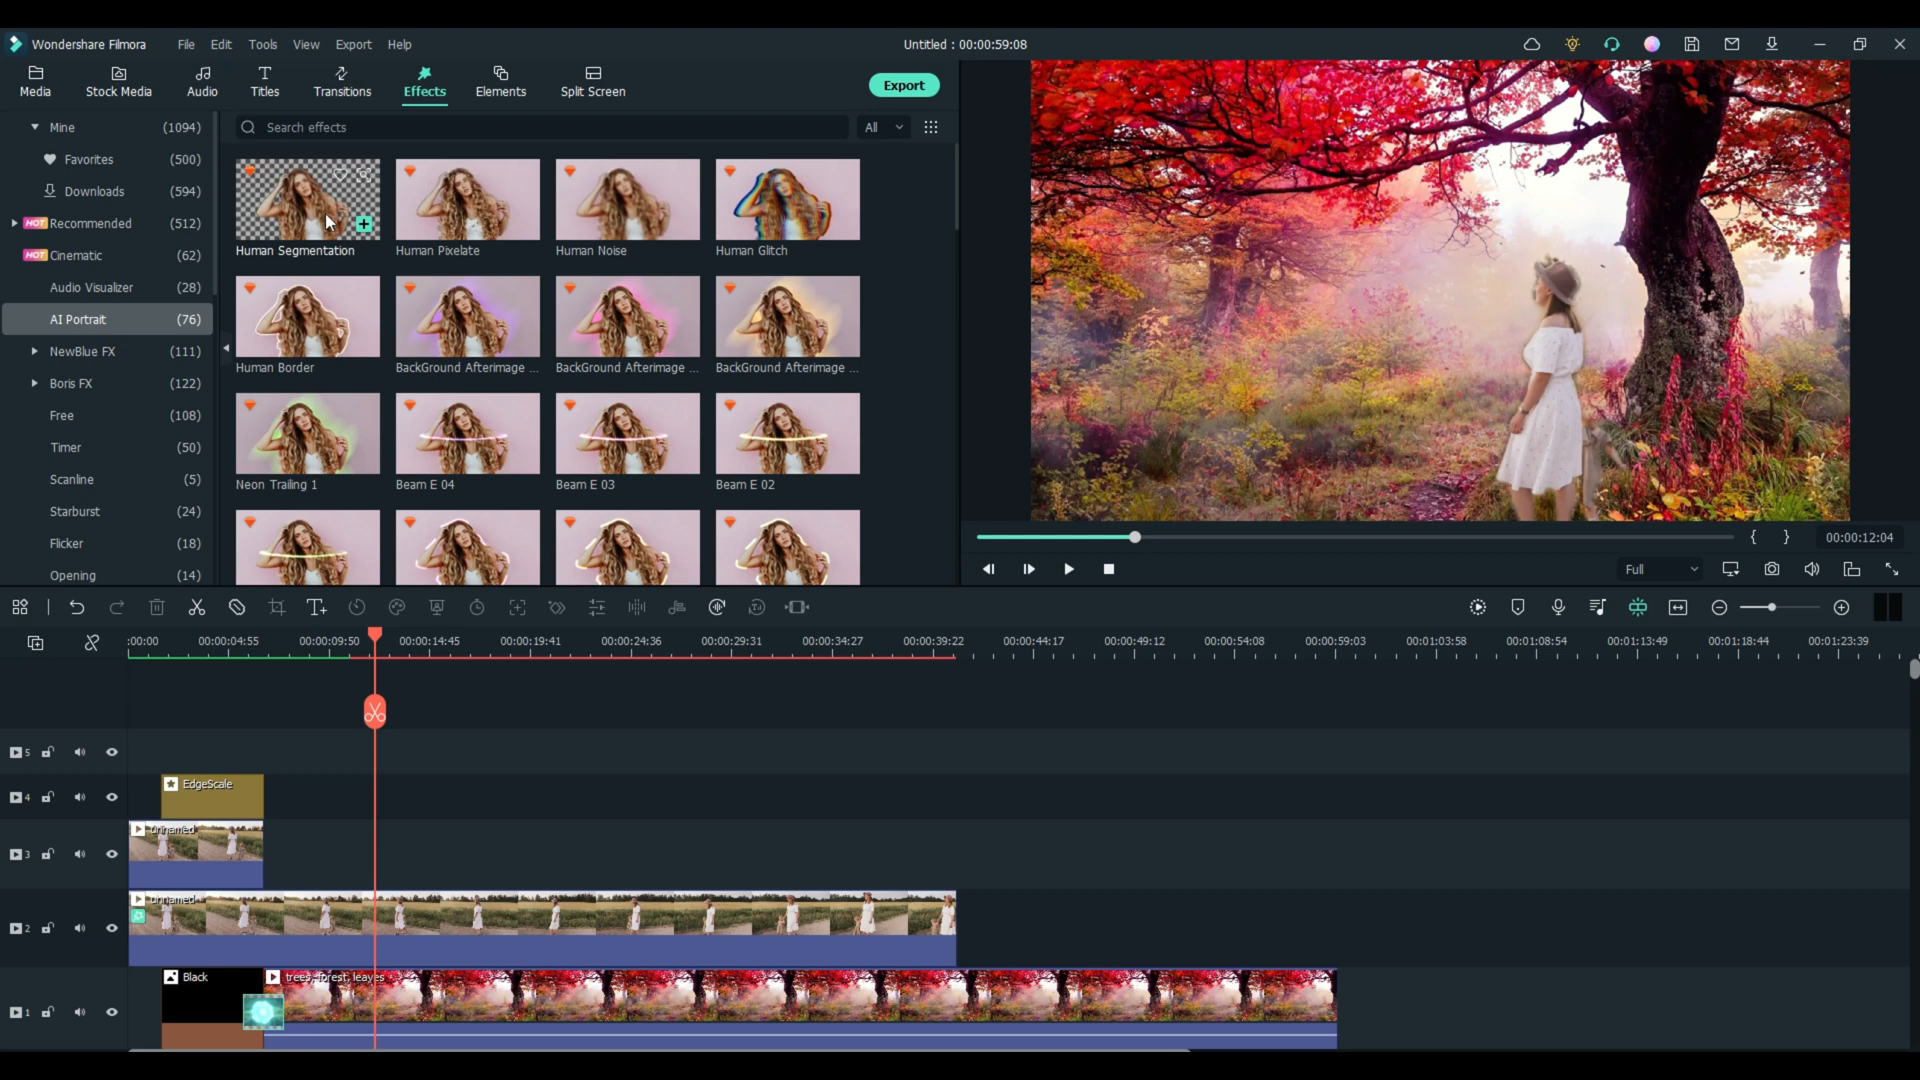 Wondershare Filmora File Edit Tools View Export Help Untitled : 00:00:59:08
Media Stock Media Audio Titles Transitions Effects Elements Split Screen Export
Mine (1094)
Favorites (500)
Downloads (594)
HOT Recommended (512)
HOT Cinematic (62)
Audio Visualizer (28)
AI Portrait (76)
NewBlue FX (111)
Boris FX (122)
Free (108)
Timer (50)
Scanline (5)
Starburst (24)
Flicker (18)
Opening (14)
Search effects All
Human Segmentation Human Pixelate Human Noise Human Glitch
Human Border BackGround Afterimage ... BackGround Afterimage ... BackGround Afterimage ...
Neon Trailing 1 Beam E 04 Beam E 03 Beam E 02
{ } 00:00:12:04
Full
:00:00 00:00:04:55 00:00:09:50 00:00:14:45 00:00:19:41 00:00:24:36 00:00:29:31 00:00:34:27 00:00:39:22 00:00:44:17 00:00:49:12 00:00:54:08 00:00:59:03 00:01:03:58 00:01:08:54 00:01:13:49 00:01:18:44 00:01:23:39
5
4 EdgeScale
unnamed
3
unnamed
2
Black trees, forest, leaves
1